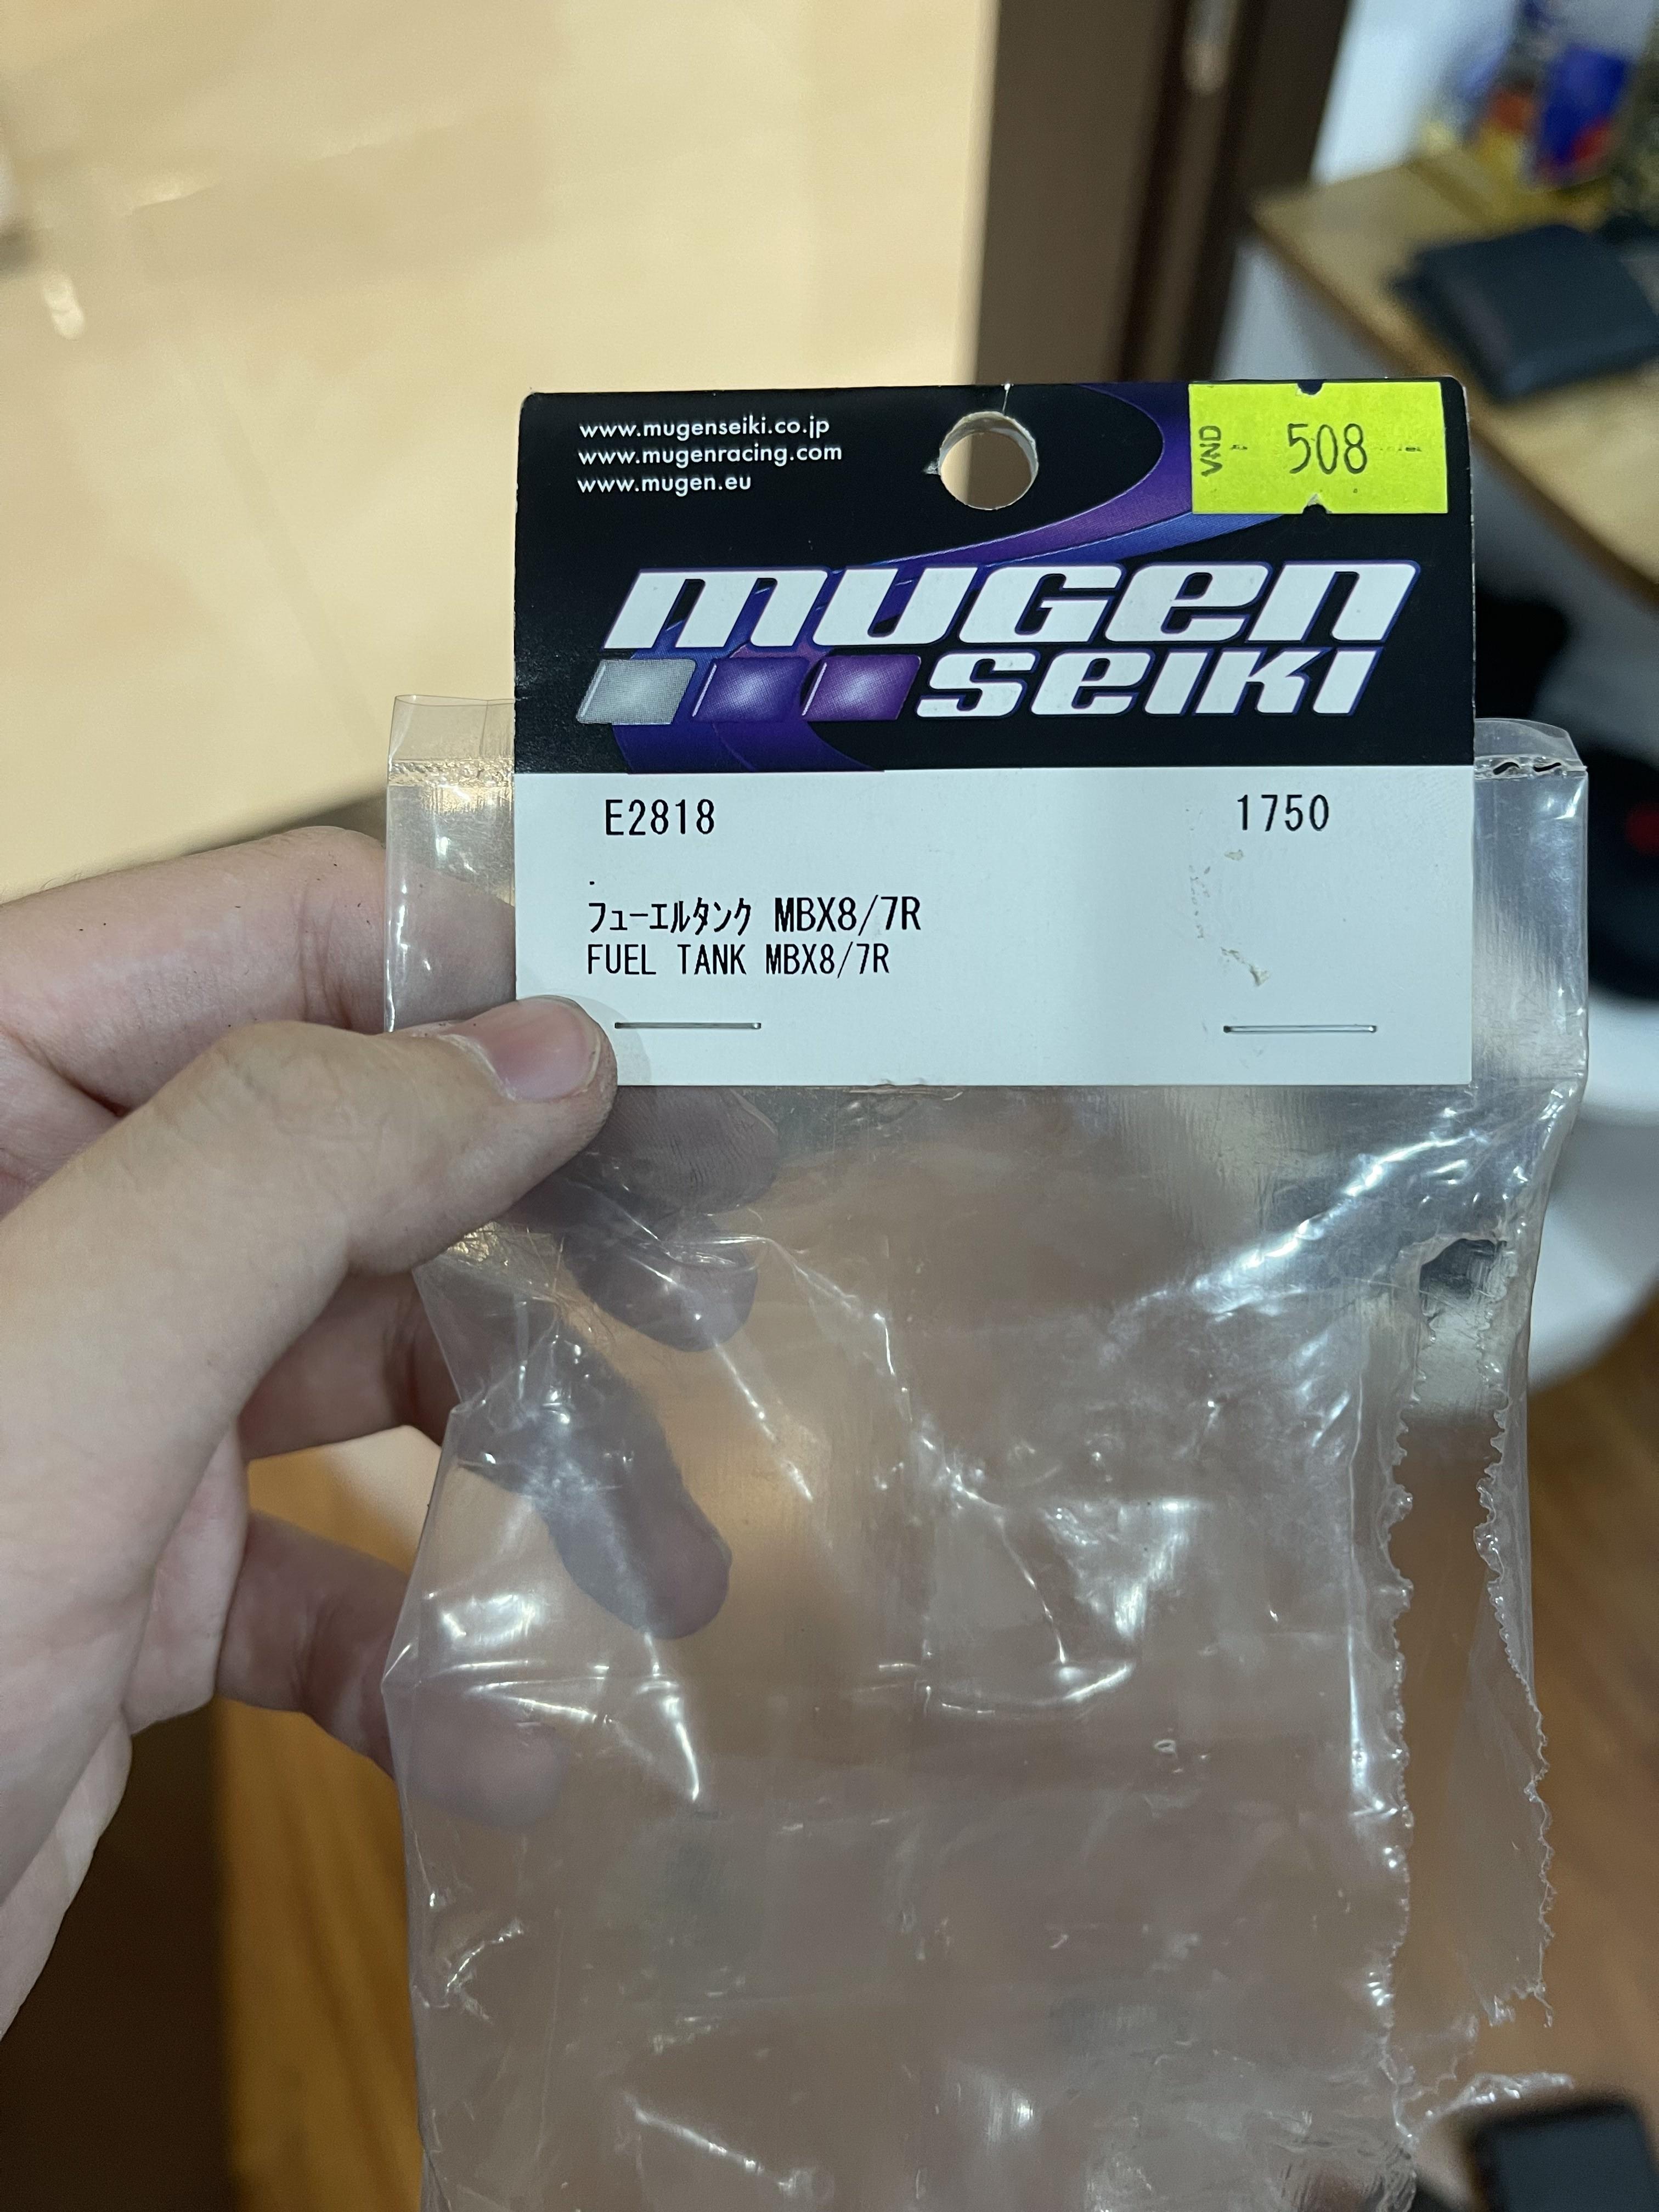 www.mugenseiki.co.jp
www.mugenracing.com
www.mugen.eu
VND - 508 --
mugen
seiki
E2818 1750
フューエルタンク MBX8/7R
FUEL TANK MBX8/7R